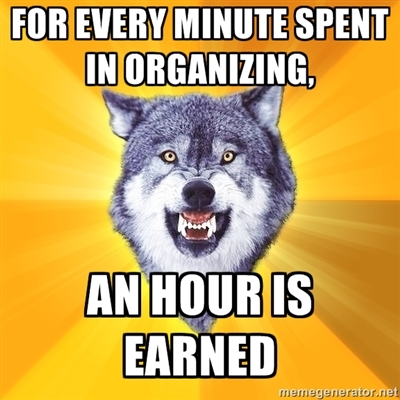 FOR EVERY MINUTE SPENT
IN ORGANIZING,
AN HOUR IS
EARNED
memegenerator.net